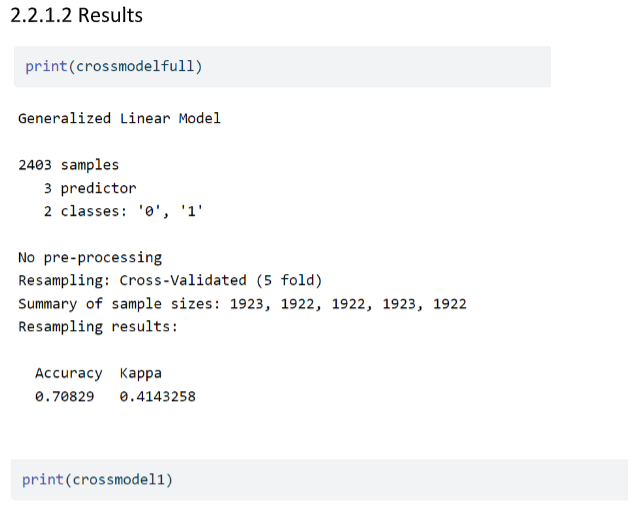 2.2.1.2 Results
print(crossmodelfull)
Generalized Linear Model
2403 samples
3 predictor
2 classes: '0', '1'
No pre-processing
Resampling: Cross-Validated (5 fold)
Summary of sample sizes: 1923, 1922, 1922, 1923, 1922
Resampling results:
Accuracy Kappa
0.70829 0.4143258
print(crossmodel1)